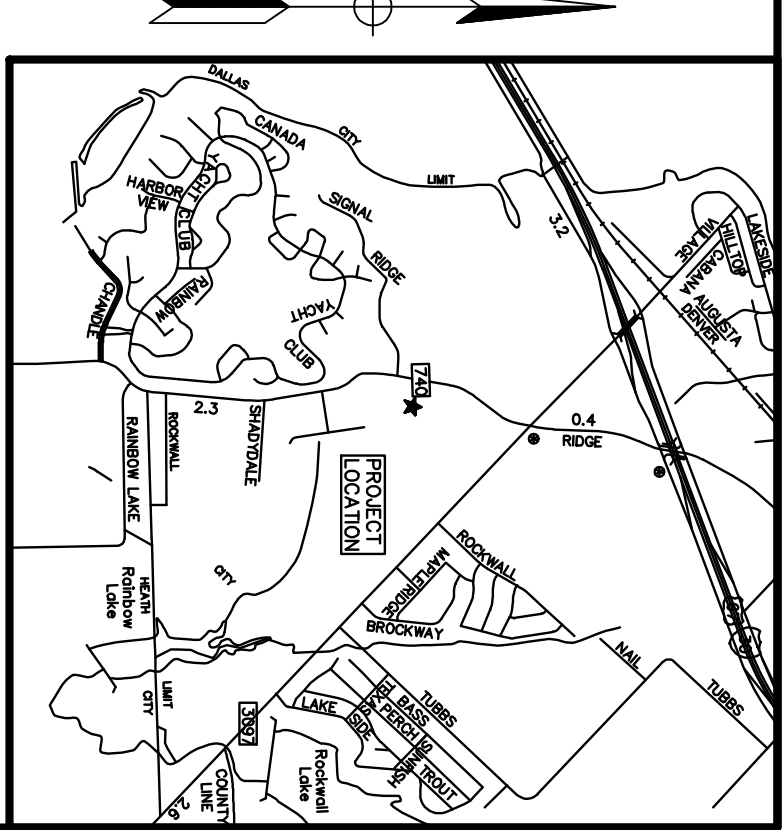 DALLAS
CITY
LIMIT
CANADA
YACHT
CLUB
HARBOR
VIEW
SIGNAL
RIDGE
RAINBOW
YACHT
CLUB
CHANDLE
3.2
VILLAGE
HILLTOP
LAKESIDE
CABANA
AUGUSTA
DENVER
740
2.3
0.4
RIDGE
ROCKWALL
SHADYDALE
RAINBOW LAKE
PROJECT
LOCATION
ROCKWALL
MAPLERIDGE
BROCKWAY
CITY
HEATH
Rainbow
Lake
NAIL
TUBBS
TUBBS
BASS
TEXAS
PERCH
SUNFISH
TROUT
LAKE
SIDE
LIMIT
CITY
3097
Rockwall
Lake
COUNTY
LINE
2.6